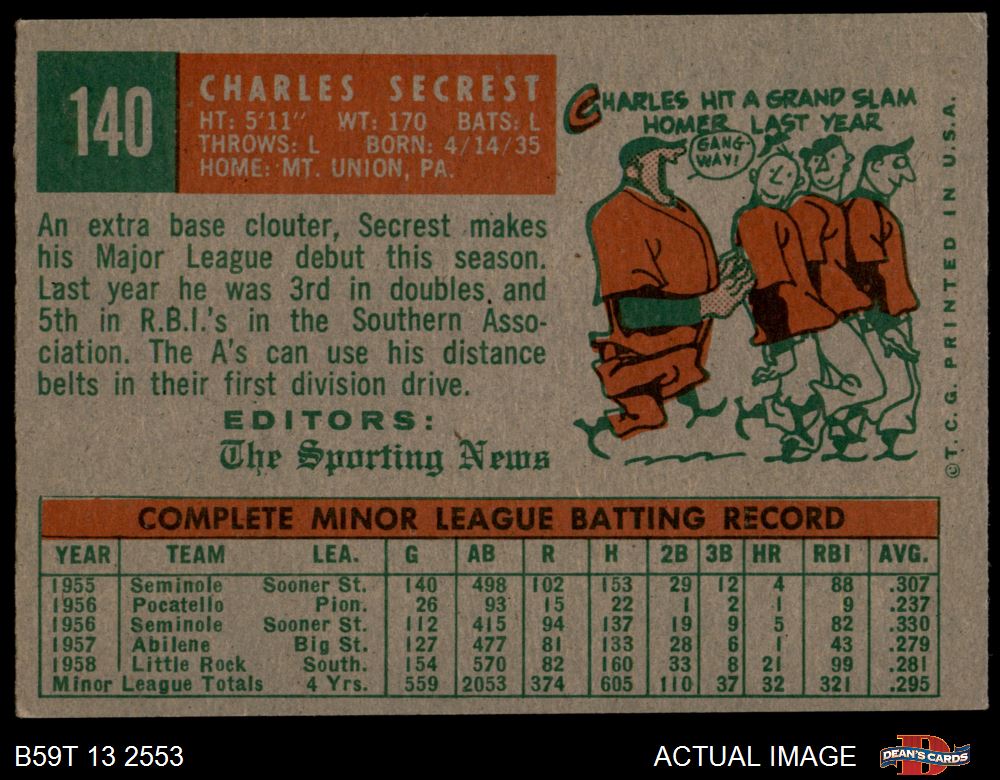 140
CHARLES SECREST
HT: 5'11" WT: 170 BATS: L
THROWS: L BORN: 4/14/35
HOME: MT. UNION, PA.
CHARLES HIT A GRAND SLAM
HOMER LAST YEAR
GANG-
WAY!
An extra base clouter, Secrest makes
his Major League debut this season.
Last year he was 3rd in doubles and
5th in R.B.I.'s in the Southern Asso-
ciation. The A's can use his distance
belts in their first division drive.
EDITORS:
The Sporting News
©T.C.G. PRINTED IN U.S.A.
COMPLETE MINOR LEAGUE BATTING RECORD
YEAR TEAM LEA. G AB R H 2B 3B HR RBI AVG.
1955 Seminole Sooner St. 140 498 102 153 29 12 4 88 .307
1956 Pocatello Pion. 26 93 15 22 1 2 1 9 .237
1956 Seminole Sooner St. 112 415 94 137 19 9 5 82 .330
1957 Abilene Big St. 127 477 81 133 28 6 1 43 .279
1958 Little Rock South. 154 570 82 160 33 8 21 99 .281
Minor League Totals 4 Yrs. 559 2053 374 605 110 37 32 321 .295
B59T 13 2553
ACTUAL IMAGE
DEAN'S CARDS